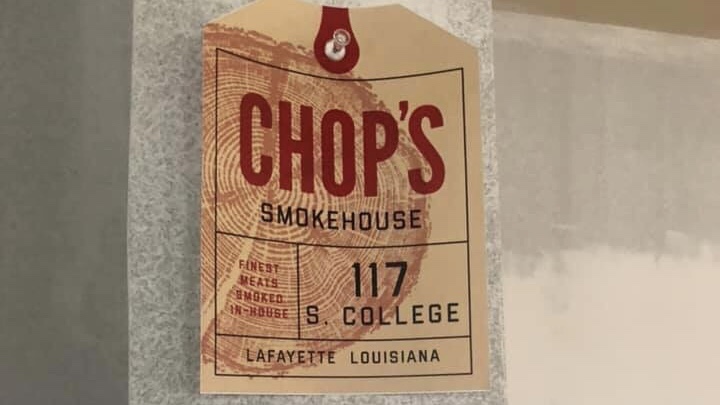 CHOP'S
SMOKEHOUSE
FINEST
MEATS
SMOKED
IN-HOUSE
117
S. COLLEGE
LAFAYETTE LOUISIANA